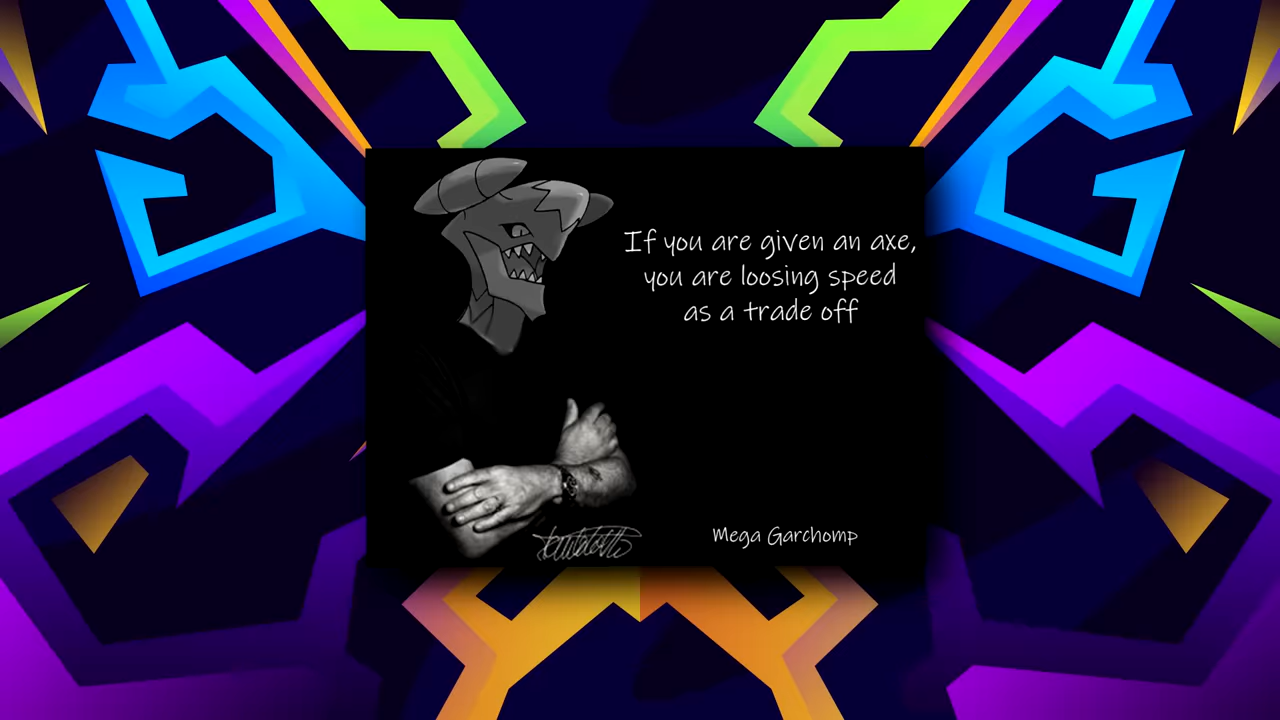 If you are given an axe,
you are loosing speed
as a trade off
Mega Garchomp